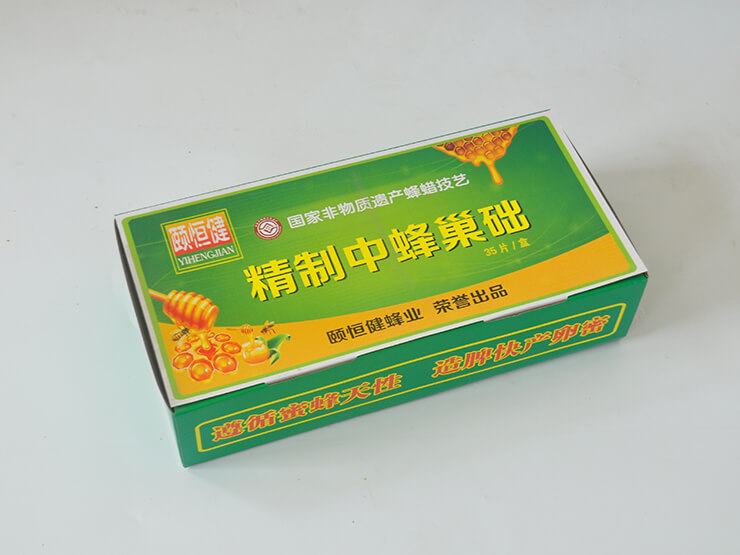 颐恒健
YIHENGJIAN
国家非物质遗产蜂蜡技艺
精制中蜂巢础
35片/盒
颐恒健蜂业 荣誉出品
遵循蜜蜂天性 造脾快产卵密